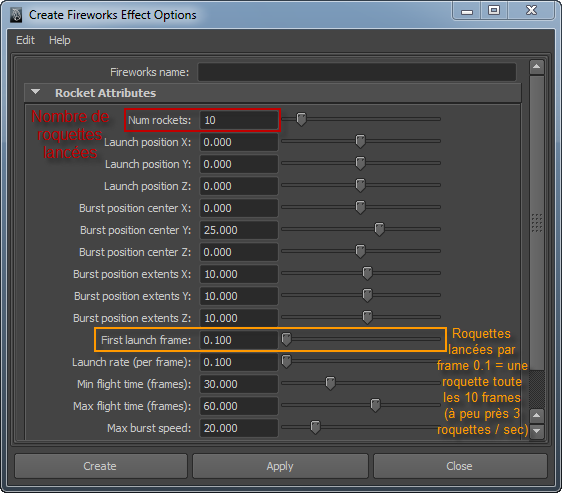 Create Fireworks Effect Options
Edit Help
Fireworks name:
Rocket Attributes
Nombre de
roquettes
lancées
Num rockets: 10
Launch position X: 0.000
Launch position Y: 0.000
Launch position Z: 0.000
Burst position center X: 0.000
Burst position center Y: 25.000
Burst position center Z: 0.000
Burst position extents X: 10.000
Burst position extents Y: 10.000
Burst position extents Z: 10.000
First launch frame: 0.100
Launch rate (per frame): 0.100
Min flight time (frames): 30.000
Max flight time (frames): 60.000
Max burst speed: 20.000
Roquettes
lancées par
frame 0.1 = une
roquette toute
les 10 frames
(à peu près 3
roquettes / sec)
Create Apply Close